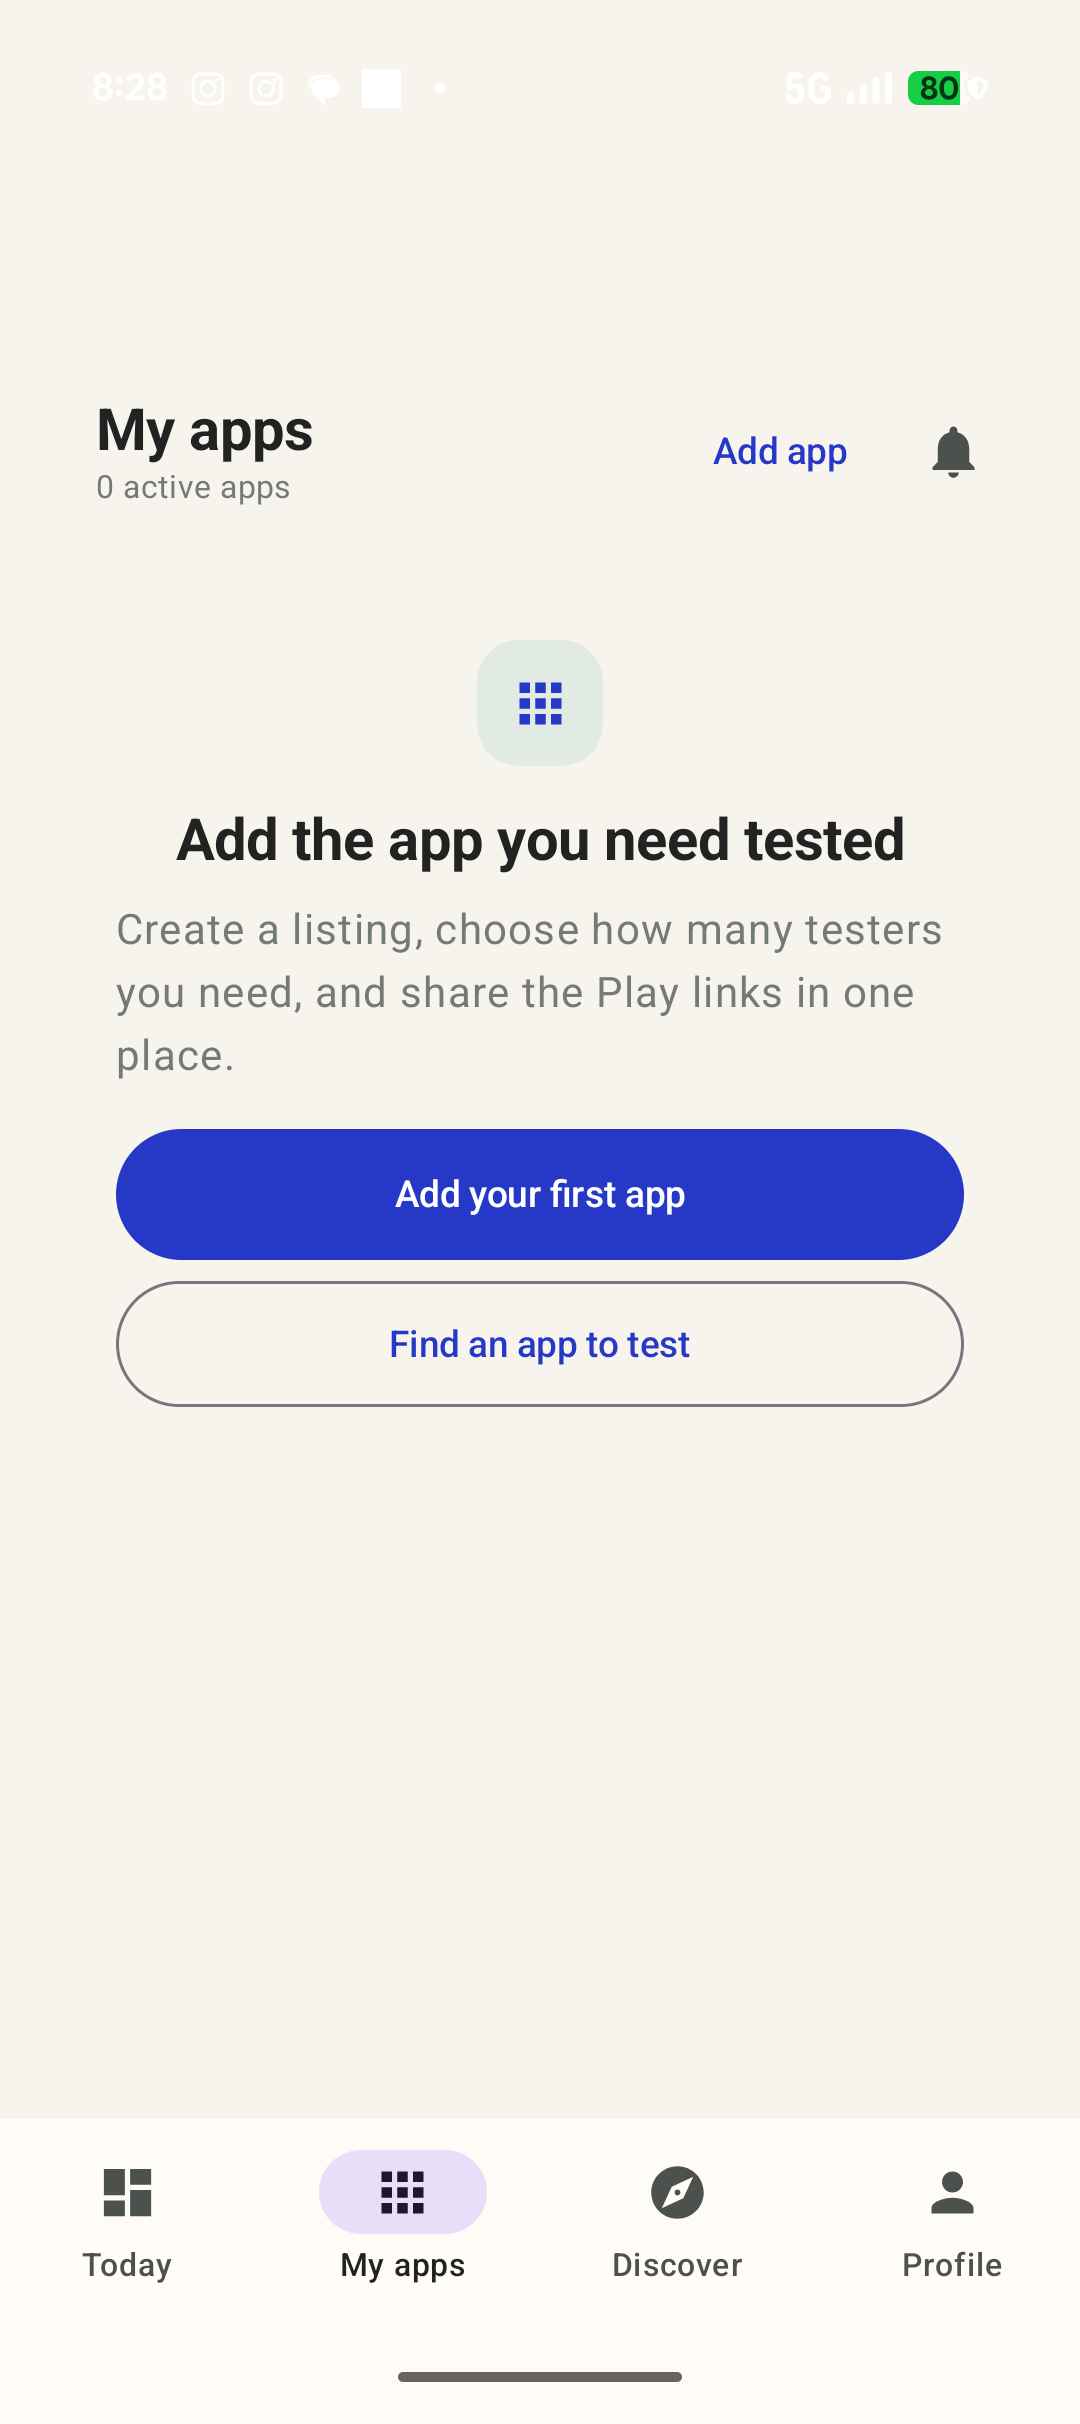 8:28
5G
80
My apps
0 active apps
Add app
Add the app you need tested
Create a listing, choose how many testers
you need, and share the Play links in one
place.
Add your first app
Find an app to test
Today
My apps
Discover
Profile